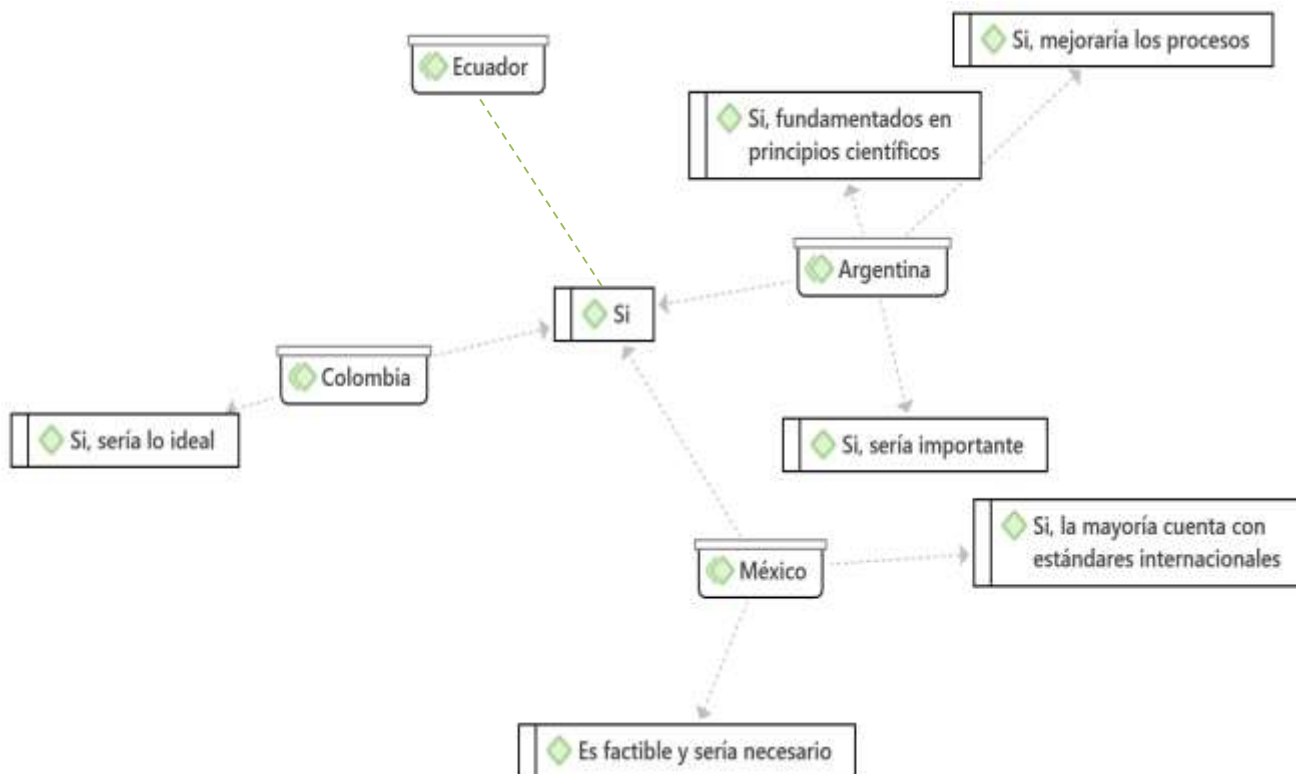 Si, mejoraría los procesos
Ecuador
Si, fundamentados en
principios científicos
Argentina
Si
Colombia
Si, sería lo ideal
Si, sería importante
Si, la mayoría cuenta con
estándares internacionales
México
Es factible y sería necesario